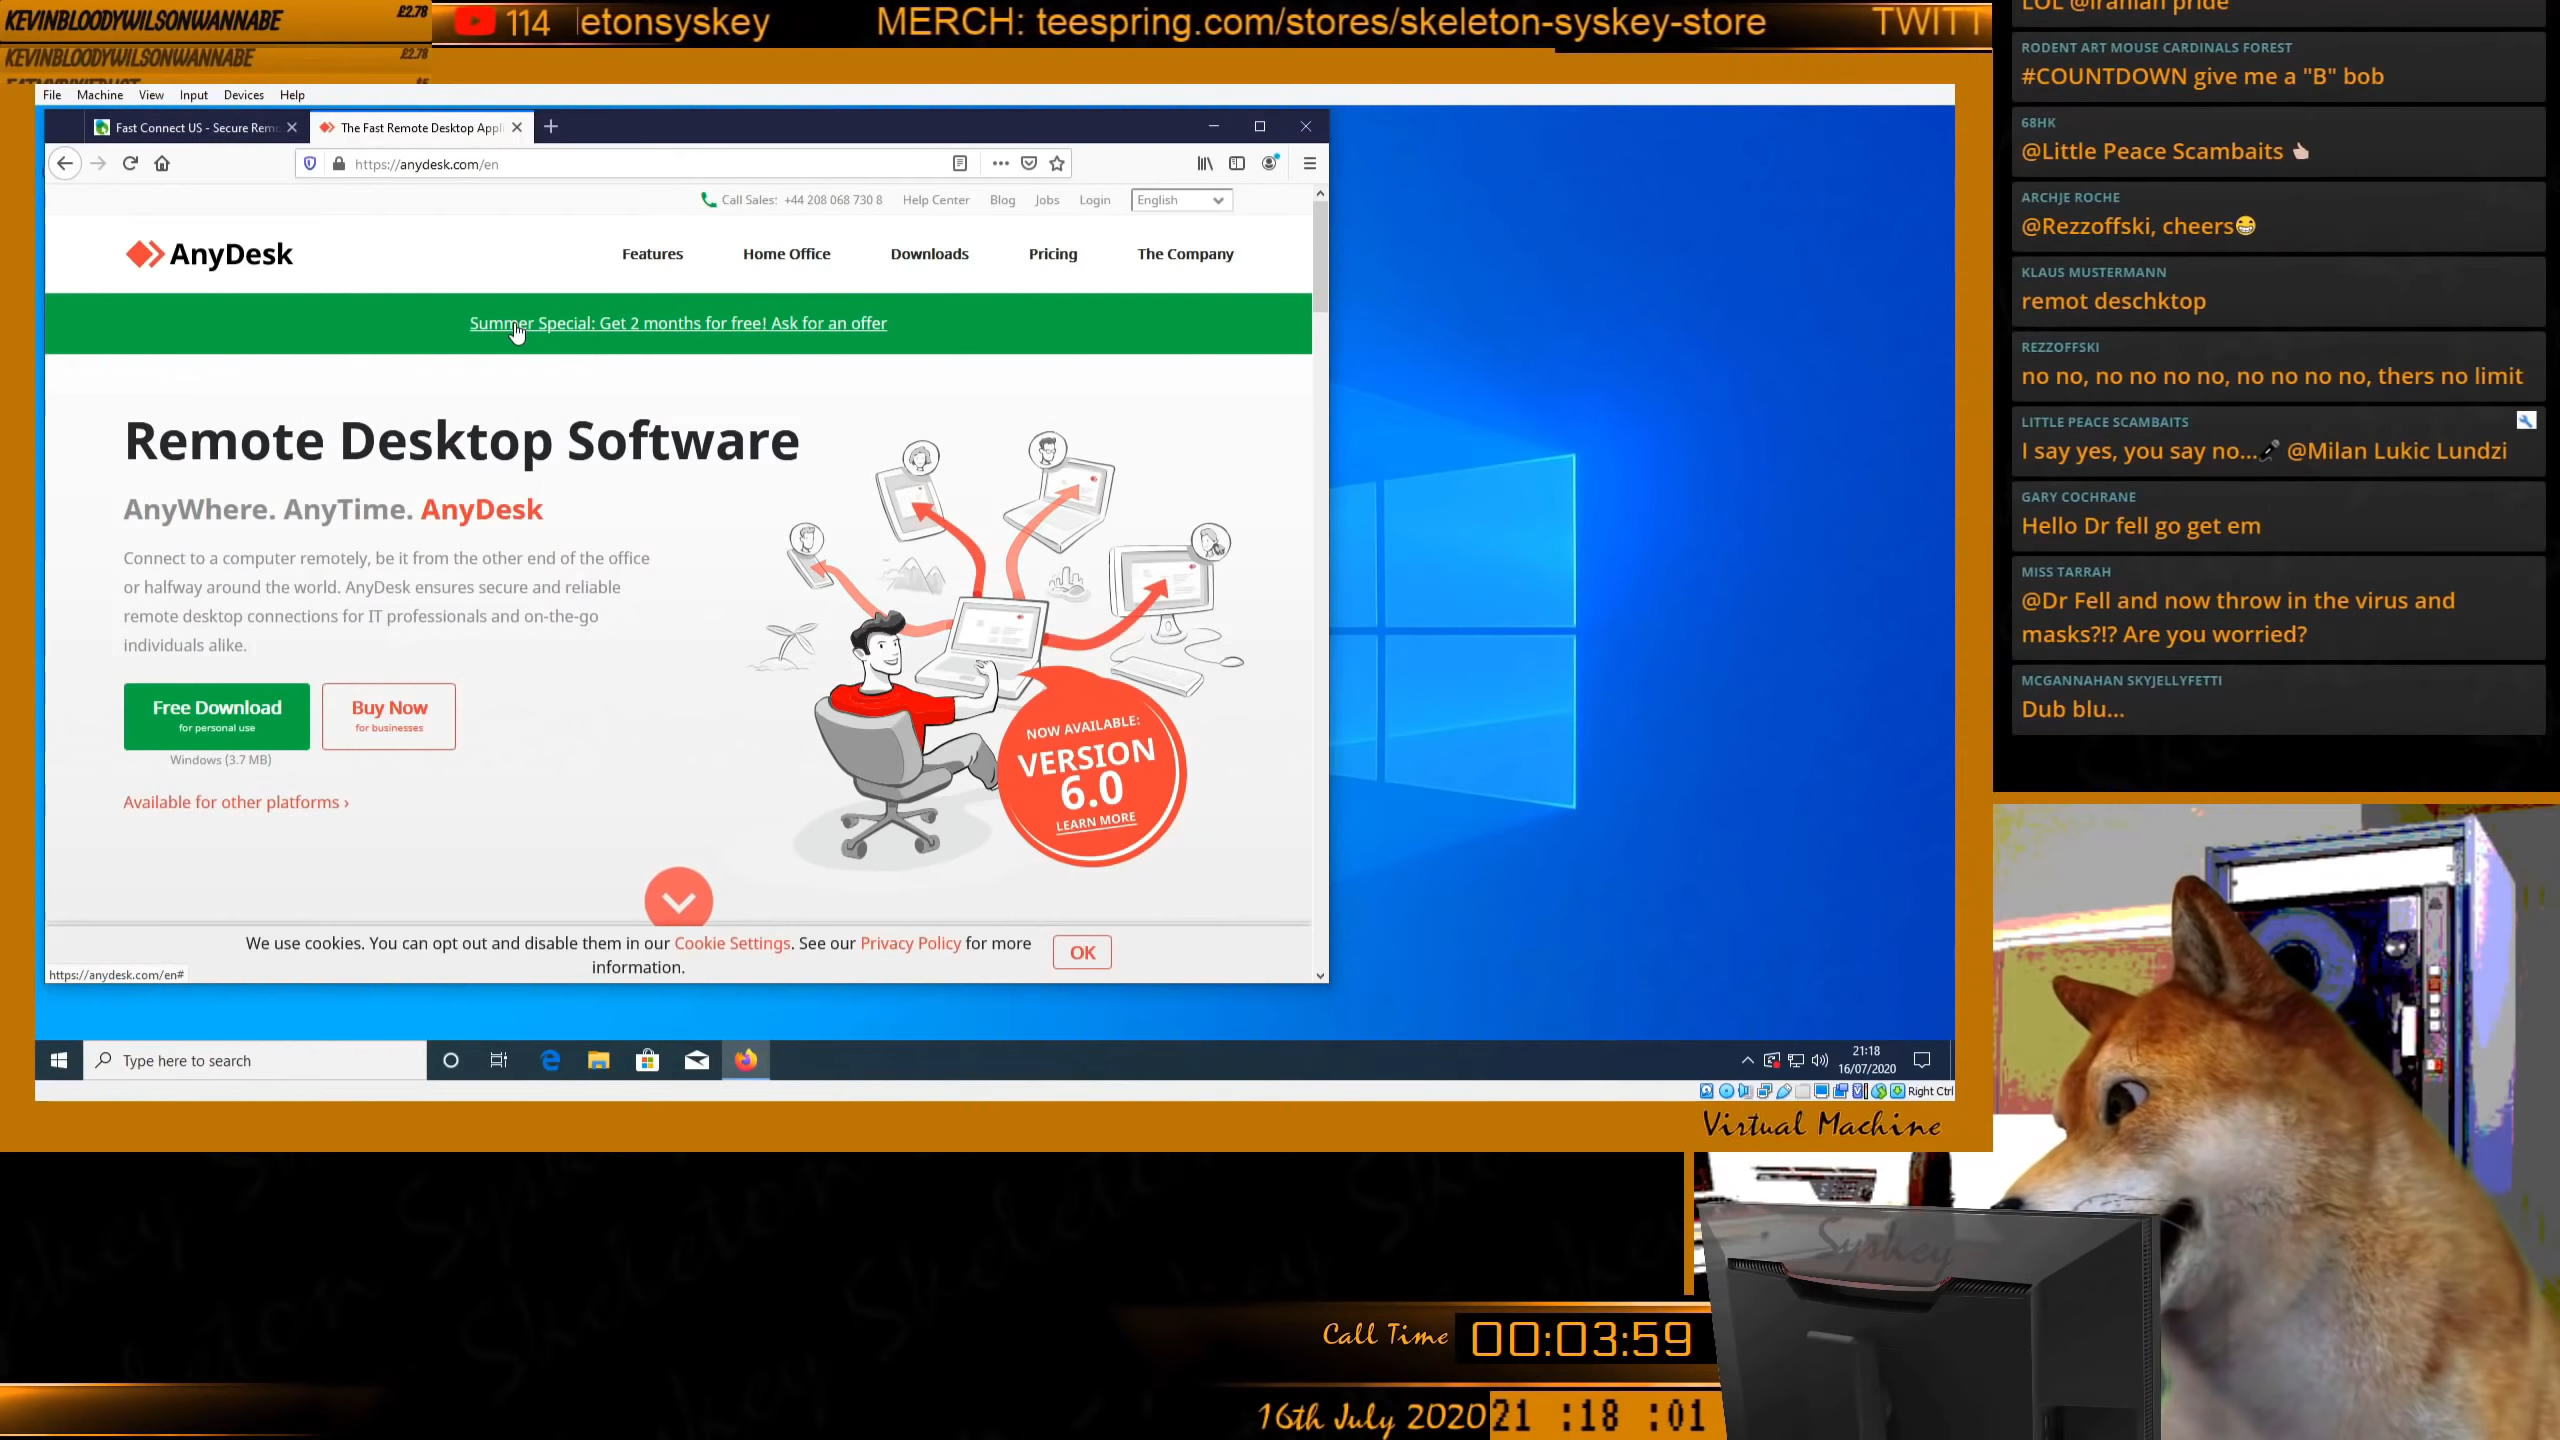 KEVINBLOODYWILSONWANNABE £2.78
KEVINBLOODYWILSONWANNABE £2.78
114 letonsyskey MERCH: teespring.com/stores/skeleton-syskey-store TWITT
File Machine View Input Devices Help
Fast Connect US - Secure Remo
The Fast Remote Desktop Appli
https://anydesk.com/en
Call Sales: +44 208 068 730 8 Help Center Blog Jobs Login English
AnyDesk
Features Home Office Downloads Pricing The Company
Summer Special: Get 2 months for free! Ask for an offer
Remote Desktop Software
AnyWhere. AnyTime. AnyDesk
Connect to a computer remotely, be it from the other end of the office
or halfway around the world. AnyDesk ensures secure and reliable
remote desktop connections for IT professionals and on-the-go
individuals alike.
Free Download
for personal use
Buy Now
for businesses
Windows (3.7 MB)
Available for other platforms ›
NOW AVAILABLE:
VERSION
6.0
LEARN MORE
We use cookies. You can opt out and disable them in our Cookie Settings. See our Privacy Policy for more
information.
OK
https://anydesk.com/en#
Type here to search
21:18
16/07/2020
Right Ctrl
Virtual Machine
LOL @iranian pride
RODENT ART MOUSE CARDINALS FOREST
#COUNTDOWN give me a "B" bob
68HK
@Little Peace Scambaits
ARCHJE ROCHE
@Rezzoffski, cheers
KLAUS MUSTERMANN
remot deschktop
REZZOFFSKI
no no, no no no no, no no no no, thers no limit
LITTLE PEACE SCAMBAITS
I say yes, you say no... @Milan Lukic Lundzi
GARY COCHRANE
Hello Dr fell go get em
MISS TARRAH
@Dr Fell and now throw in the virus and
masks?!? Are you worried?
MCGANNAHAN SKYJELLYFETTI
Dub blu...
Syskey
Call Time 00:03:59
16th July 2020 21 :18 :01